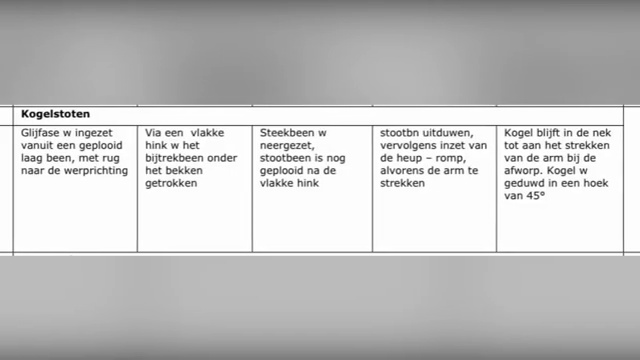 Kogelstoten
Glijfase w ingezet
vanuit een geplooid
laag been, met rug
naar de werprichting
Via een vlakke
hink w het
bijtrekbeen onder
het bekken
getrokken
Steekbeen w
neergezet,
stootbeen is nog
geplooid na de
vlakke hink
stootbn uitduwen,
vervolgens inzet van
de heup – romp,
alvorens de arm te
strekken
Kogel blijft in de nek
tot aan het strekken
van de arm bij de
afworp. Kogel w
geduwd in een hoek
van 45°